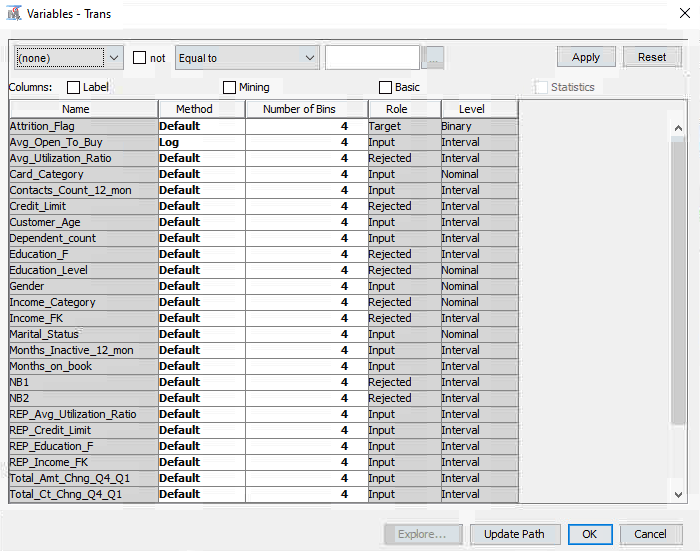 Variables - Trans
(none) not Equal to ... Apply Reset
Columns: Label Mining Basic Statistics
Name Method Number of Bins Role Level
Attrition_Flag Default 4 Target Binary
Avg_Open_To_Buy Log 4 Input Interval
Avg_Utilization_Ratio Default 4 Rejected Interval
Card_Category Default 4 Input Nominal
Contacts_Count_12_mon Default 4 Input Interval
Credit_Limit Default 4 Rejected Interval
Customer_Age Default 4 Input Interval
Dependent_count Default 4 Input Interval
Education_F Default 4 Rejected Interval
Education_Level Default 4 Rejected Nominal
Gender Default 4 Input Nominal
Income_Category Default 4 Rejected Nominal
Income_FK Default 4 Rejected Interval
Marital_Status Default 4 Input Nominal
Months_Inactive_12_mon Default 4 Input Interval
Months_on_book Default 4 Input Interval
NB1 Default 4 Rejected Interval
NB2 Default 4 Rejected Interval
REP_Avg_Utilization_Ratio Default 4 Input Interval
REP_Credit_Limit Default 4 Input Interval
REP_Education_F Default 4 Input Interval
REP_Income_FK Default 4 Input Interval
Total_Amt_Chng_Q4_Q1 Default 4 Input Interval
Total_Ct_Chng_Q4_Q1 Default 4 Input Interval
Explore... Update Path OK Cancel